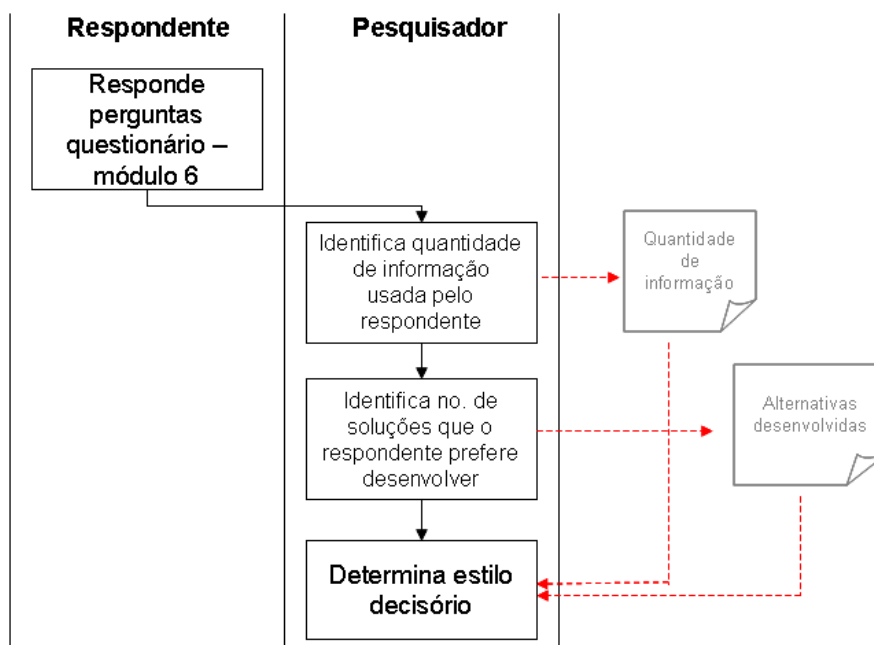 Respondente
Pesquisador
Responde
perguntas
questionário –
módulo 6
Identifica quantidade
de informação
usada pelo
respondente
Quantidade
de
informação
Identifica no. de
soluções que o
respondente prefere
desenvolver
Alternativas
desenvolvidas
Determina estilo
decisório